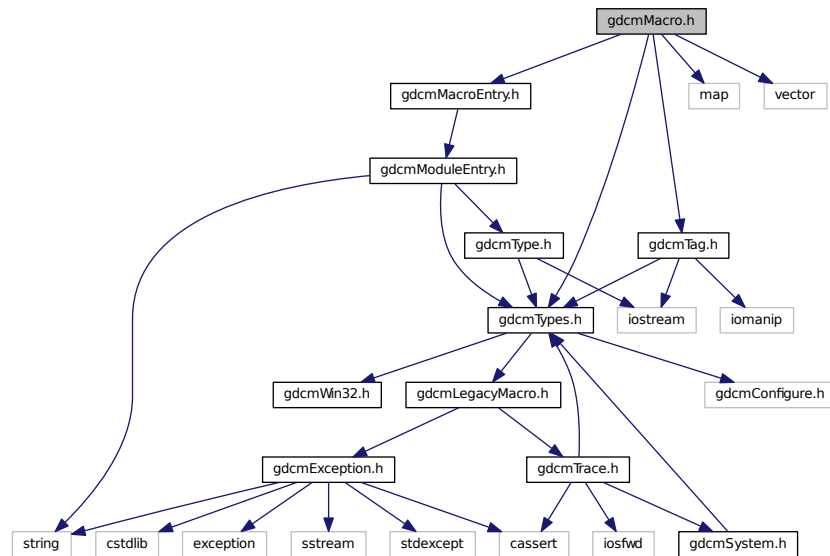 gdcmMacro.h
gdcmMacroEntry.h
map
vector
gdcmModuleEntry.h
gdcmType.h
gdcmTag.h
gdcmTypes.h
iostream
iomanip
gdcmWin32.h
gdcmLegacyMacro.h
gdcmConfigure.h
gdcmException.h
gdcmTrace.h
string
cstdlib
exception
sstream
stdexcept
cassert
iosfwd
gdcmSystem.h